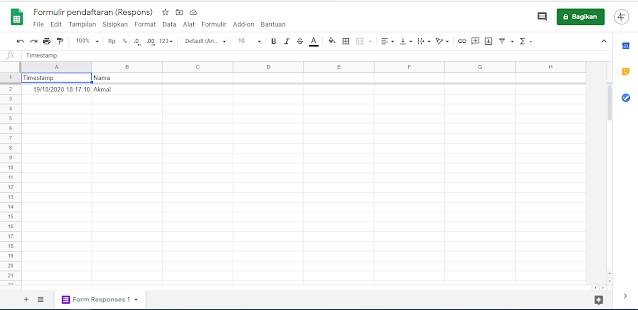 Formulir pendaftaran (Respons)
File Edit Tampilan Sisipkan Format Data Alat Formulir Add-on Bantuan
Bagikan
100% Rp % .0 .00 123 Default (Ari... 10 B I S A
fx Timestamp
A B C D E F G H
1 Timestamp Nama
2 19/10/2020 18:17:10 Akmal
3
4
5
6
7
8
9
10
11
12
13
14
15
16
17
18
19
20
21
Form Responses 1